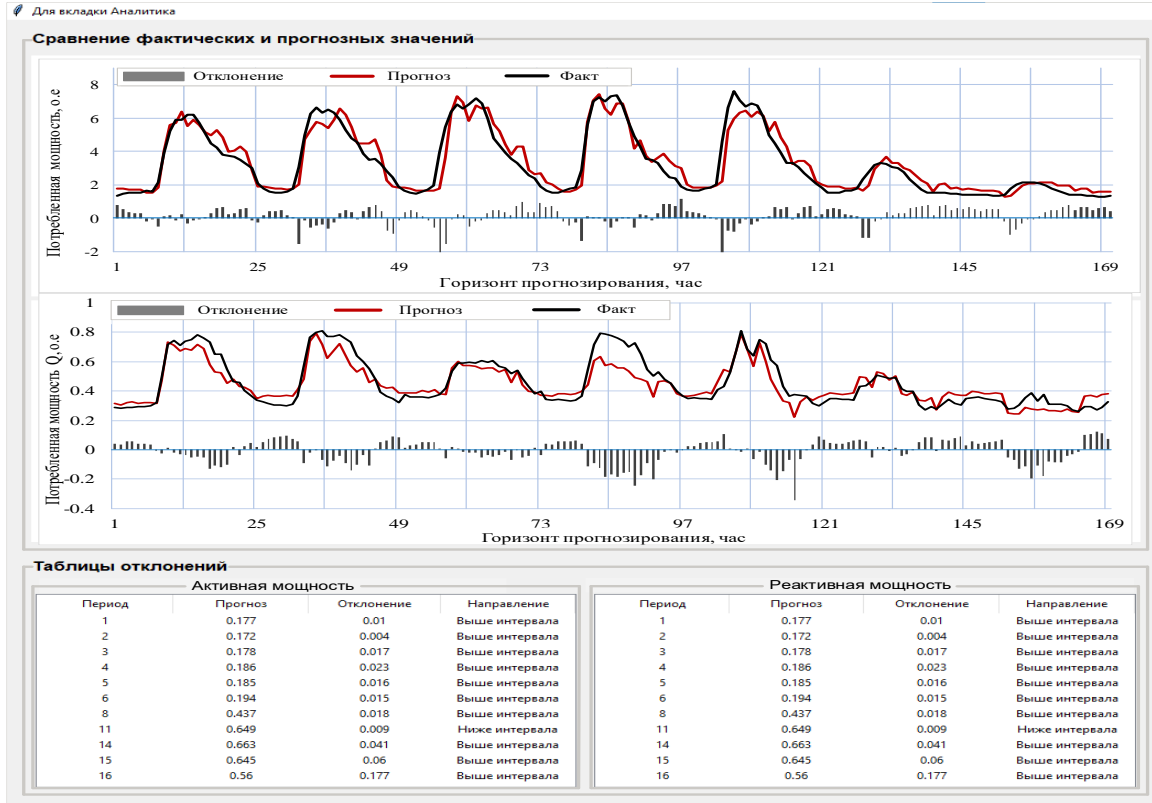 Для вкладки Аналитика
Сравнение фактических и прогнозных значений
Отклонение Прогноз Факт
Потребленная мощность, о.е
8
6
4
2
0
-2
1 25 49 73 97 121 145 169
Горизонт прогнозирования, час
Отклонение Прогноз Факт
Потребленная мощность Q, о.е
1
0.8
0.6
0.4
0.2
0
-0.2
-0.4
1 25 49 73 97 121 145 169
Горизонт прогнозирования, час
Таблицы отклонений
Активная мощность
Период Прогноз Отклонение Направление
1 0.177 0.01 Выше интервала
2 0.172 0.004 Выше интервала
3 0.178 0.017 Выше интервала
4 0.186 0.023 Выше интервала
5 0.185 0.016 Выше интервала
6 0.194 0.015 Выше интервала
8 0.437 0.018 Выше интервала
11 0.649 0.009 Ниже интервала
14 0.663 0.041 Выше интервала
15 0.645 0.06 Выше интервала
16 0.56 0.177 Выше интервала
Реактивная мощность
Период Прогноз Отклонение Направление
1 0.177 0.01 Выше интервала
2 0.172 0.004 Выше интервала
3 0.178 0.017 Выше интервала
4 0.186 0.023 Выше интервала
5 0.185 0.016 Выше интервала
6 0.194 0.015 Выше интервала
8 0.437 0.018 Выше интервала
11 0.649 0.009 Ниже интервала
14 0.663 0.041 Выше интервала
15 0.645 0.06 Выше интервала
16 0.56 0.177 Выше интервала